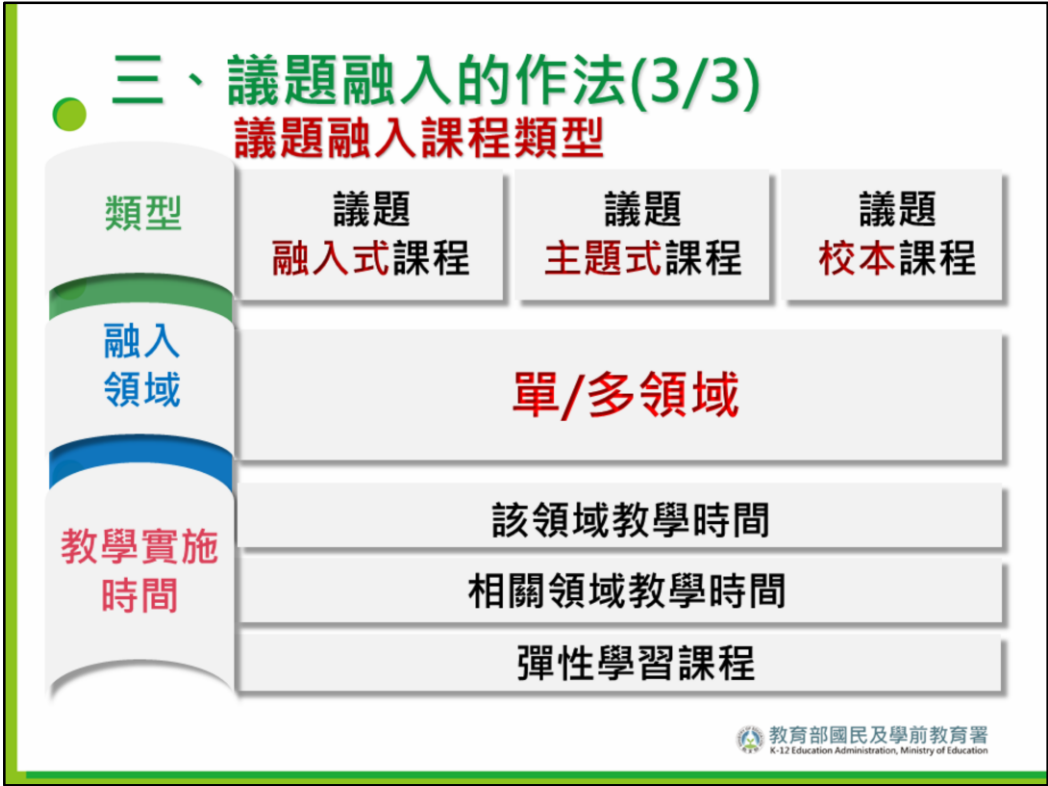 三、議題融入的作法(3/3)
議題融入課程類型
類型
議題
融入式課程
議題
主題式課程
議題
校本課程
融入
領域
單/多領域
教學實施
時間
該領域教學時間
相關領域教學時間
彈性學習課程
教育部國民及學前教育署
K-12 Education Administration, Ministry of Education